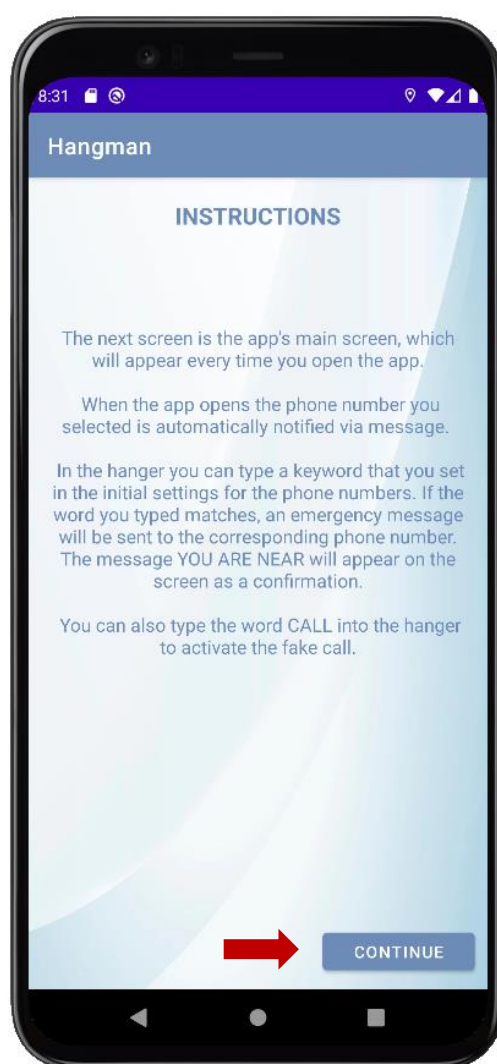 8:31
Hangman
INSTRUCTIONS
The next screen is the app's main screen, which
will appear every time you open the app.
When the app opens the phone number you
selected is automatically notified via message.
In the hanger you can type a keyword that you set
in the initial settings for the phone numbers. If the
word you typed matches, an emergency message
will be sent to the corresponding phone number.
The message YOU ARE NEAR will appear on the
screen as a confirmation.
You can also type the word CALL into the hanger
to activate the fake call.
CONTINUE